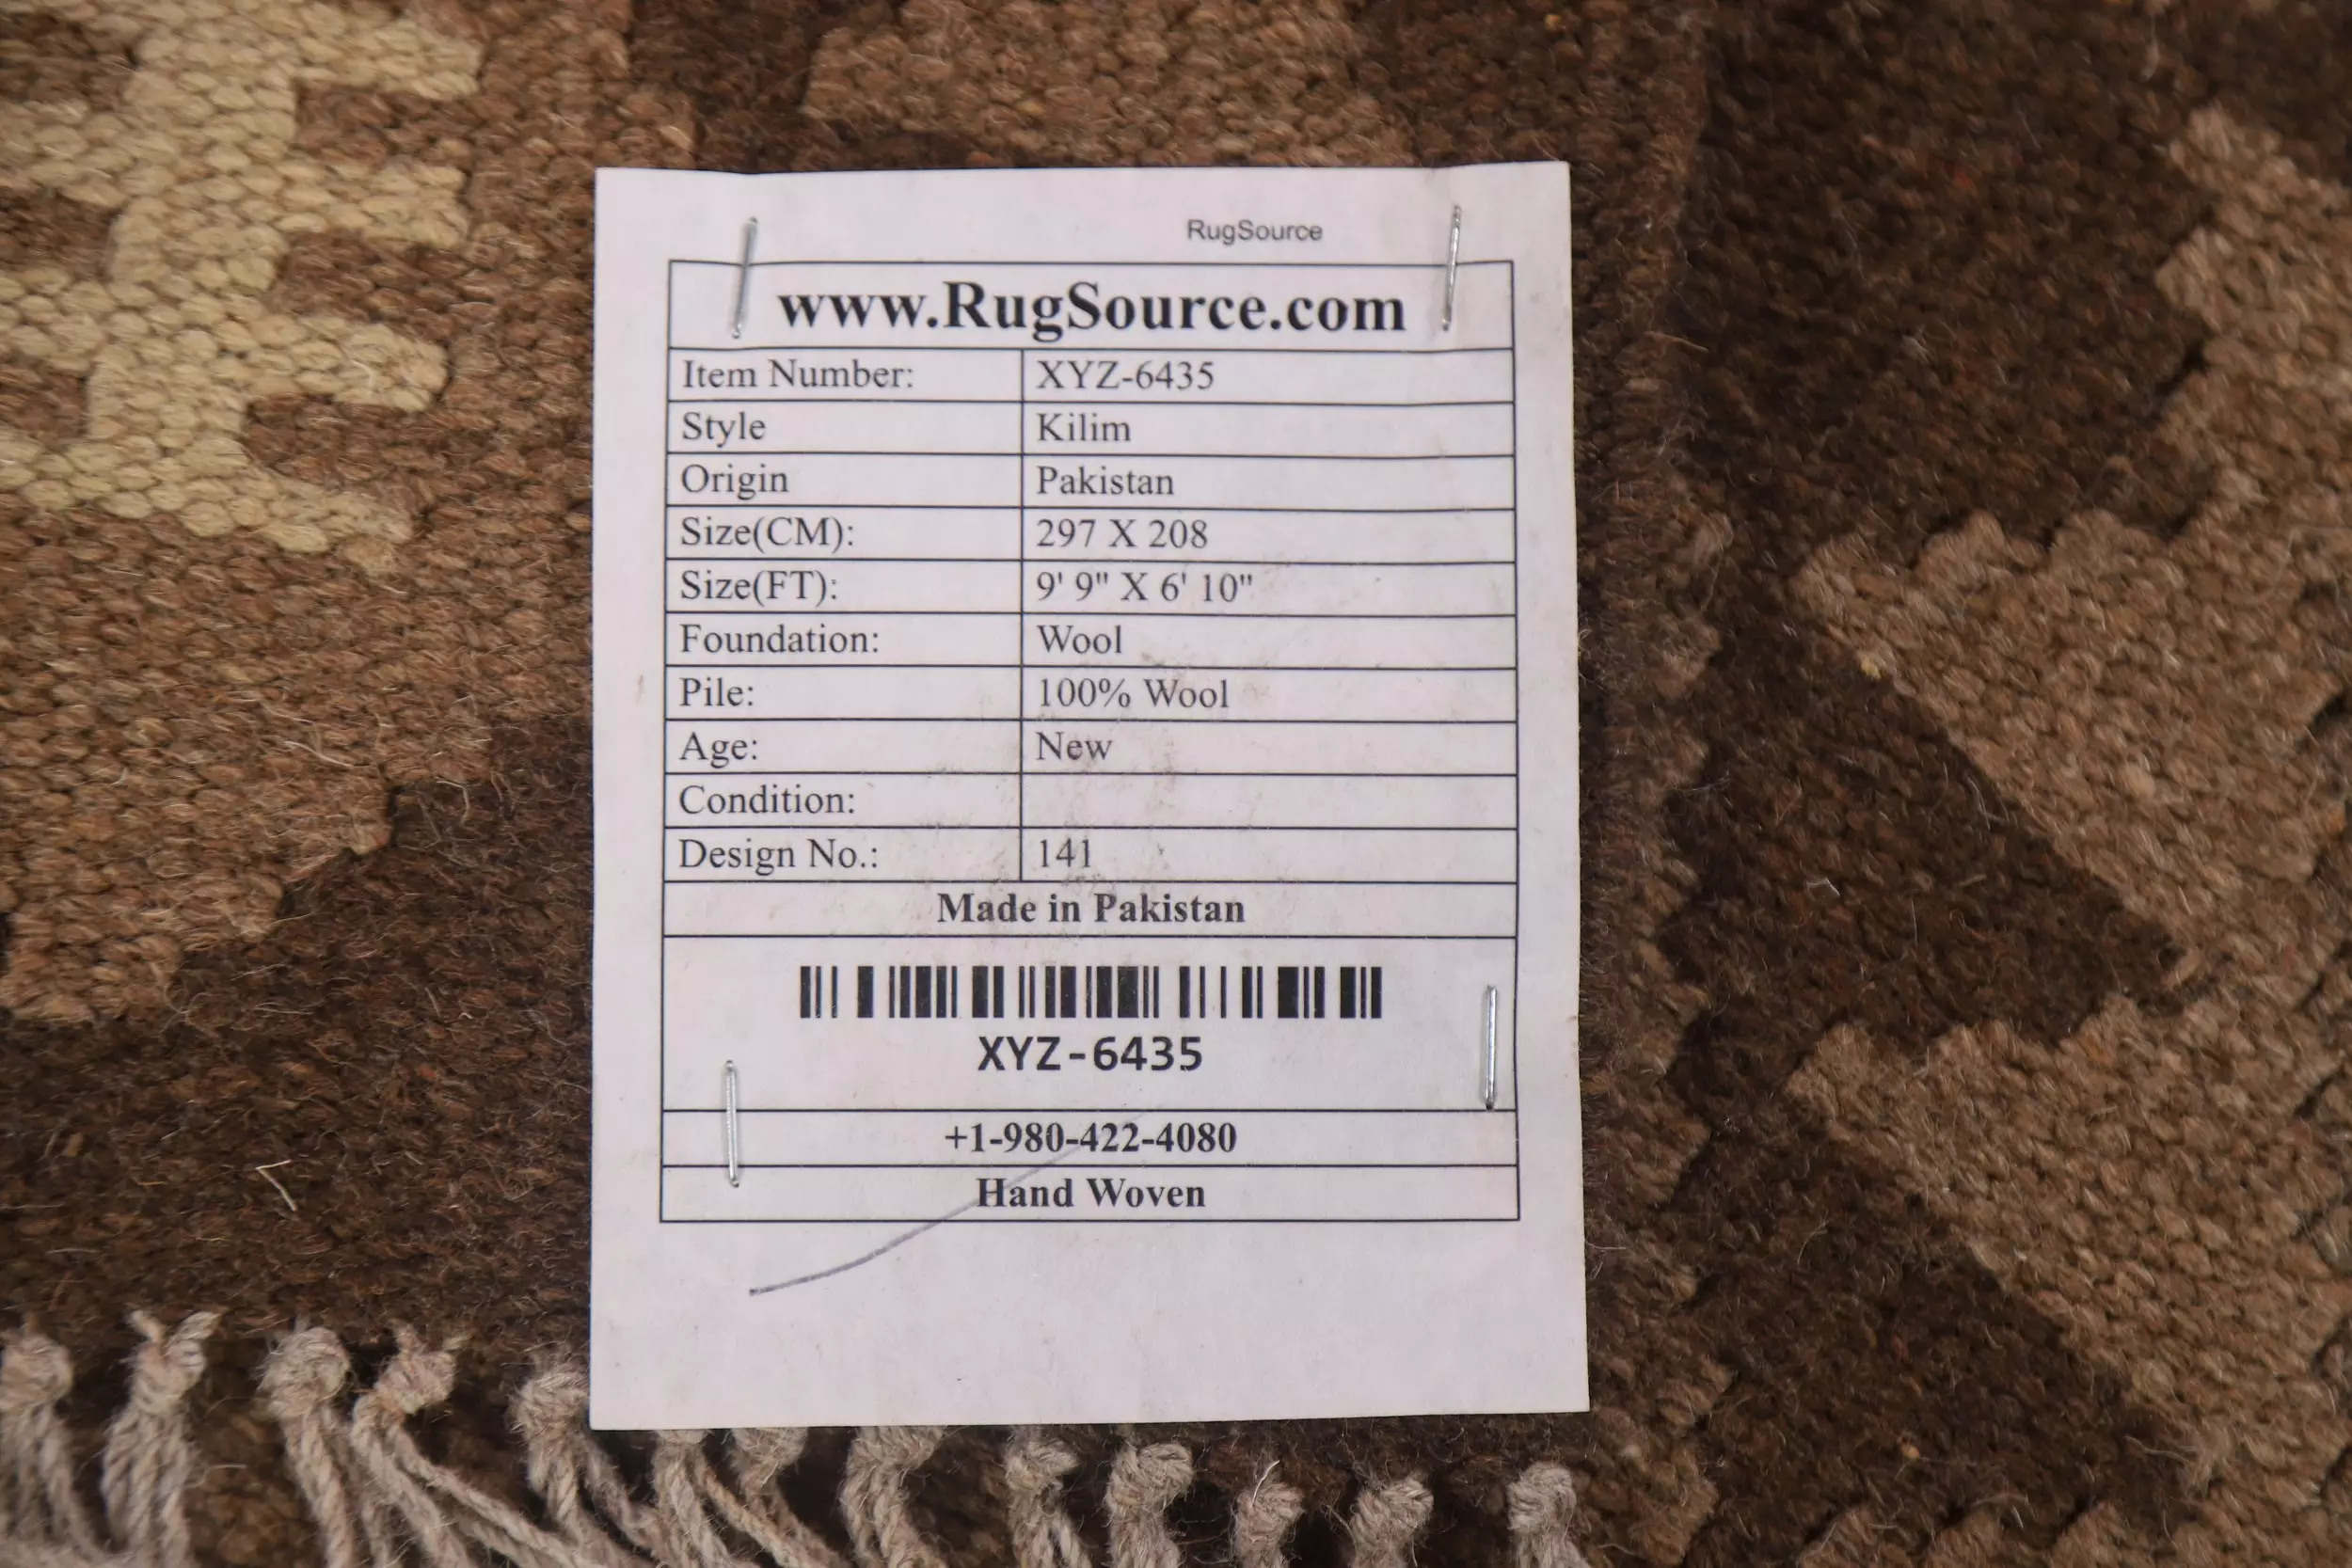 RugSource
www.RugSource.com
Item Number: XYZ-6435
Style Kilim
Origin Pakistan
Size(CM): 297 X 208
Size(FT): 9' 9" X 6' 10"
Foundation: Wool
Pile: 100% Wool
Age: New
Condition:
Design No.: 141
Made in Pakistan
XYZ-6435
+1-980-422-4080
Hand Woven